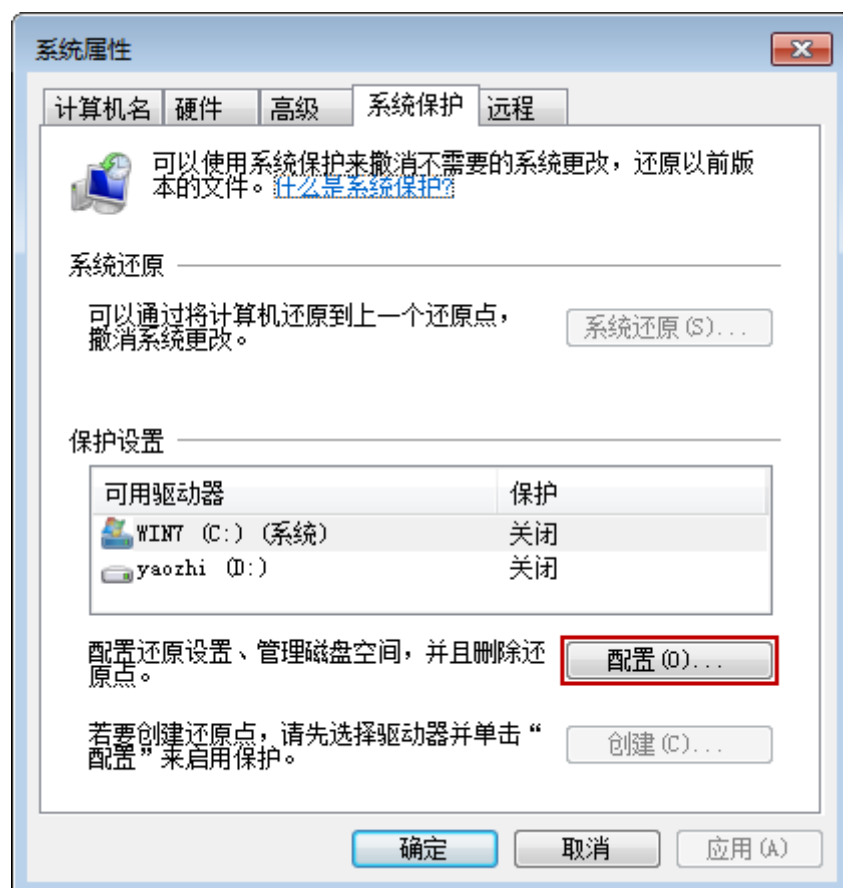 系统属性
计算机名 硬件 高级 系统保护 远程
可以使用系统保护来撤消不需要的系统更改，还原以前版
本的文件。什么是系统保护?
系统还原
可以通过将计算机还原到上一个还原点，
撤消系统更改。
系统还原(S)...
保护设置
可用驱动器 保护
WIN7 (C:) (系统) 关闭
yaozhi (D:) 关闭
配置还原设置、管理磁盘空间，并且删除还
原点。
配置(O)...
若要创建还原点，请先选择驱动器并单击“
配置”来启用保护。
创建(C)...
确定 取消 应用(A)